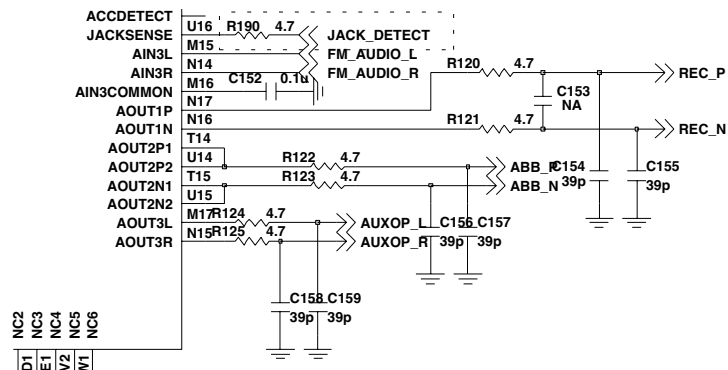 ACCDETECT
JACKSENSE U16 R190 4.7 JACK_DETECT
AIN3L M15 FM_AUDIO_L
AIN3R N14 FM_AUDIO_R
AIN3COMMON M16 C152 0.1u
AOUT1P N17 R120 4.7 REC_P
C153
NA
AOUT1N N16 R121 4.7 REC_N
AOUT2P1 T14
AOUT2P2 U14 R122 4.7 ABB_P
C154
39p
C155
39p
AOUT2N1 T15 R123 4.7 ABB_N
AOUT2N2 U15
AOUT3L M17 R124 4.7 AUXOP_L
C156
39p
C157
39p
AOUT3R N15 R125 4.7 AUXOP_R
C158
39p
C159
39p
NC2
NC3
NC4
NC5
NC6
D1
E1
V2
W1